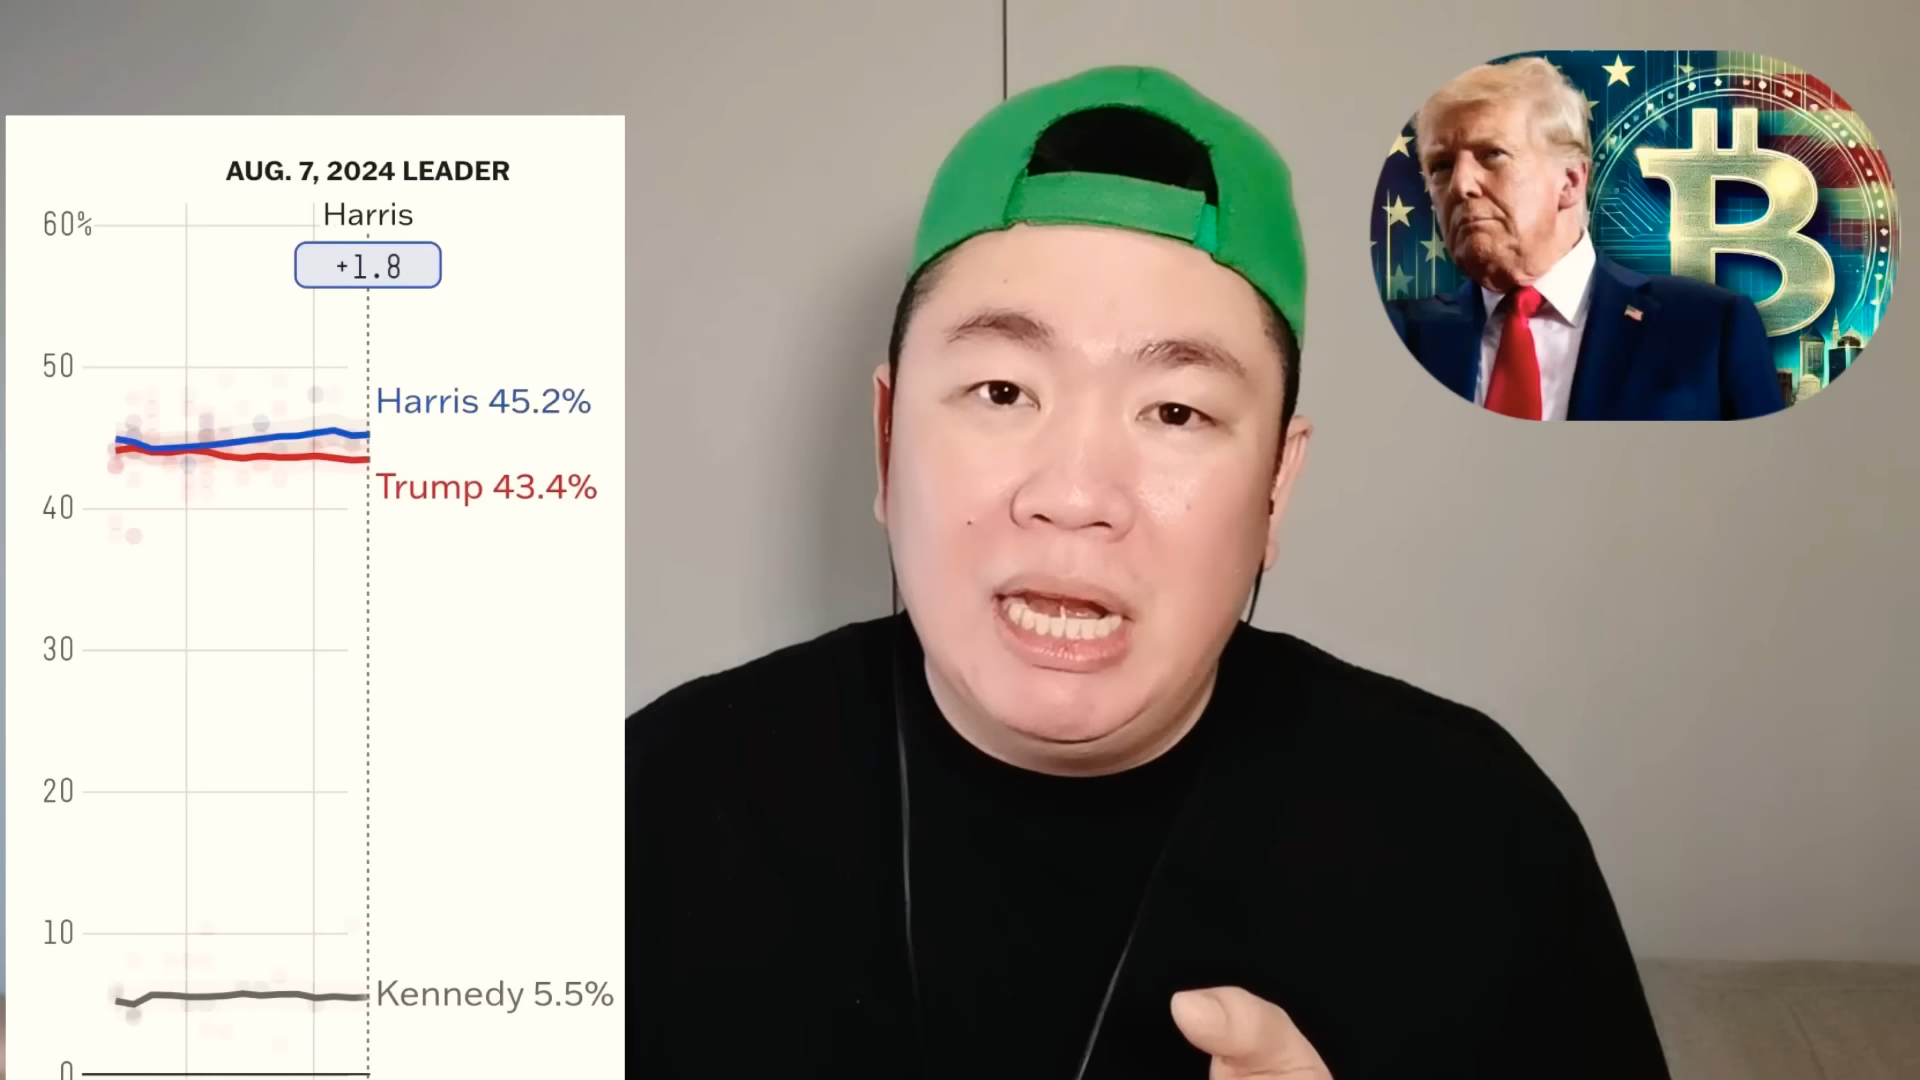 AUG. 7, 2024 LEADER
Harris
60%
+1.8
50
Harris 45.2%
Trump 43.4%
40
30
20
10
Kennedy 5.5%
0
B